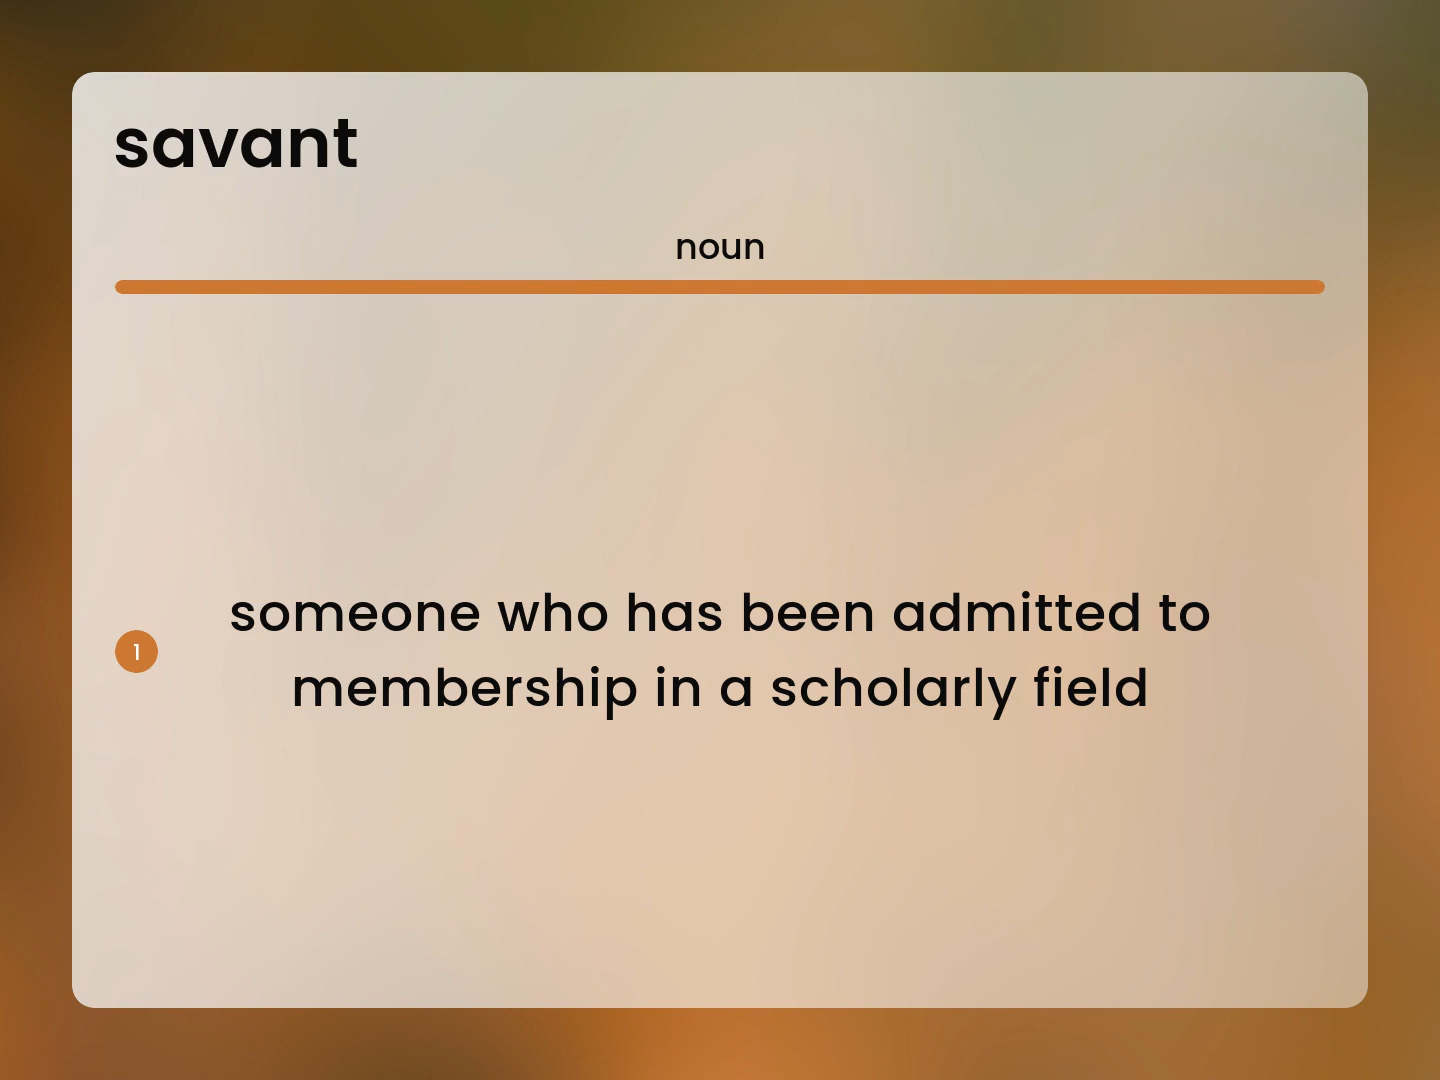 savant
noun
1
someone who has been admitted to
membership in a scholarly field